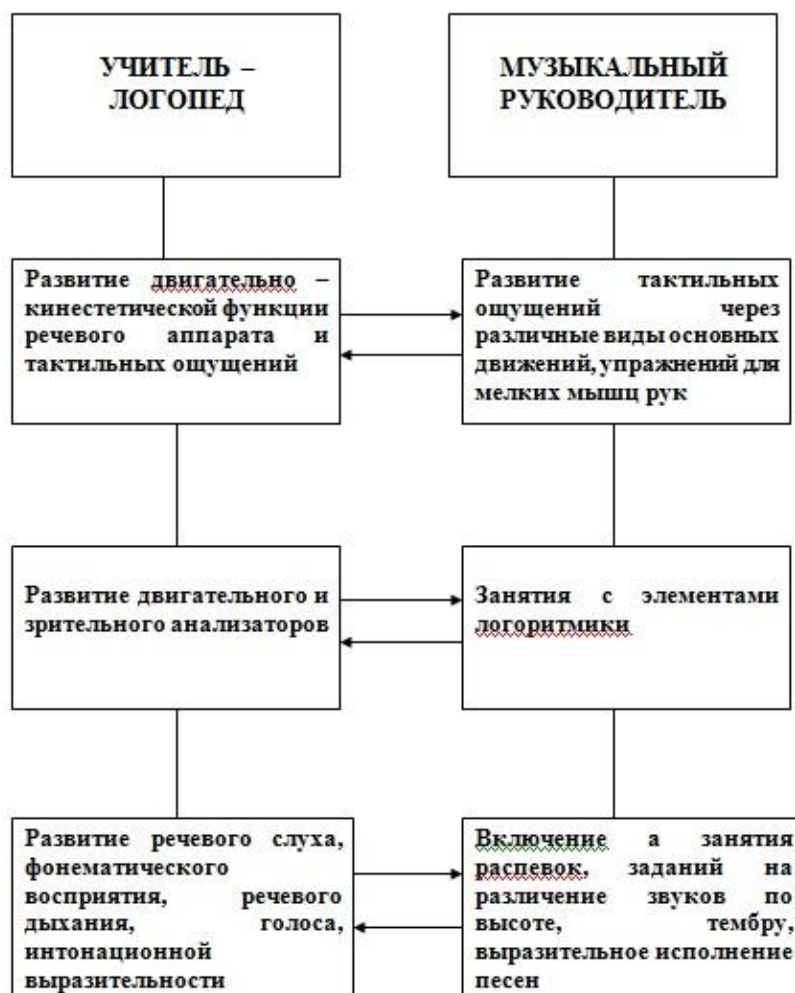 УЧИТЕЛЬ –
ЛОГОПЕД
МУЗЫКАЛЬНЫЙ
РУКОВОДИТЕЛЬ
Развитие двигательно –
кинестетической функции
речевого аппарата и
тактильных ощущений
Развитие тактильных
ощущений через
различные виды основных
движений, упражнений для
мелких мышц рук
Развитие двигательного и
зрительного анализаторов
Занятия с элементами
логоритмики
Развитие речевого слуха,
фонематического
восприятия, речевого
дыхания, голоса,
интонационной
выразительности
Включение а занятия
распевок, заданий на
различение звуков по
высоте, тембру,
выразительное исполнение
песен